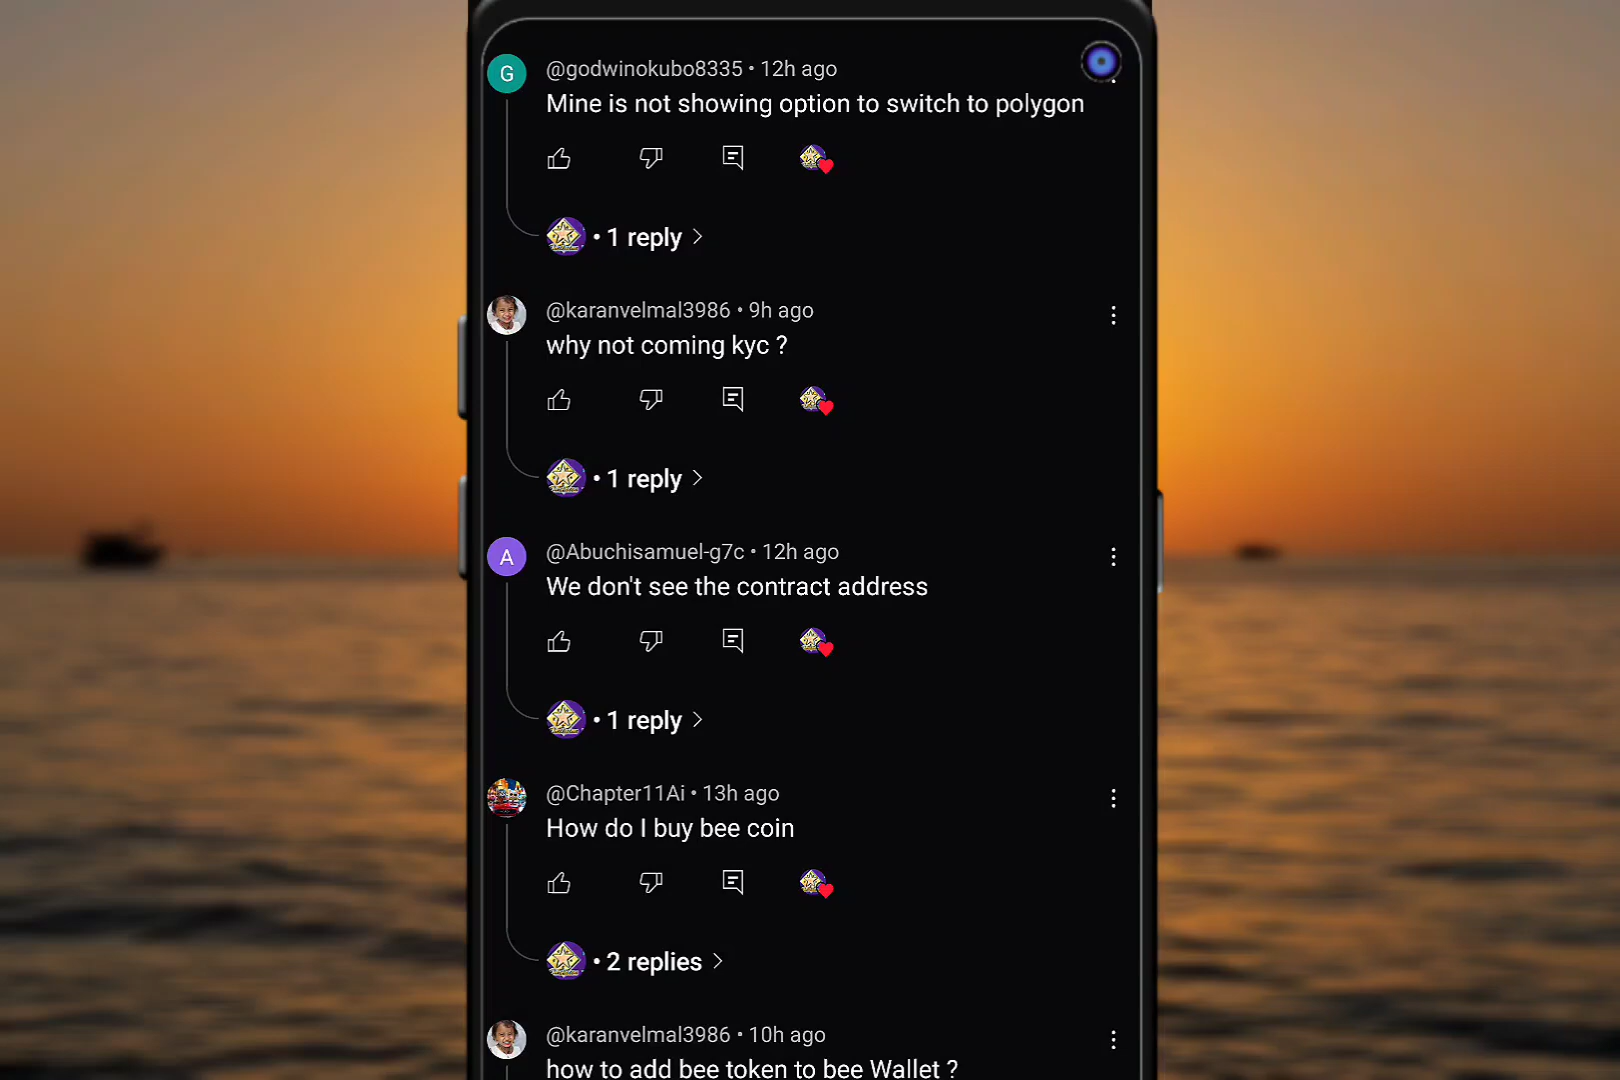 G
@godwinokubo8335 • 12h ago
Mine is not showing option to switch to polygon
• 1 reply >
@karanvelmal3986 • 9h ago
why not coming kyc ?
• 1 reply >
A
@Abuchisamuel-g7c • 12h ago
We don't see the contract address
• 1 reply >
@Chapter11Ai • 13h ago
How do I buy bee coin
• 2 replies >
@karanvelmal3986 • 10h ago
how to add bee token to bee Wallet ?